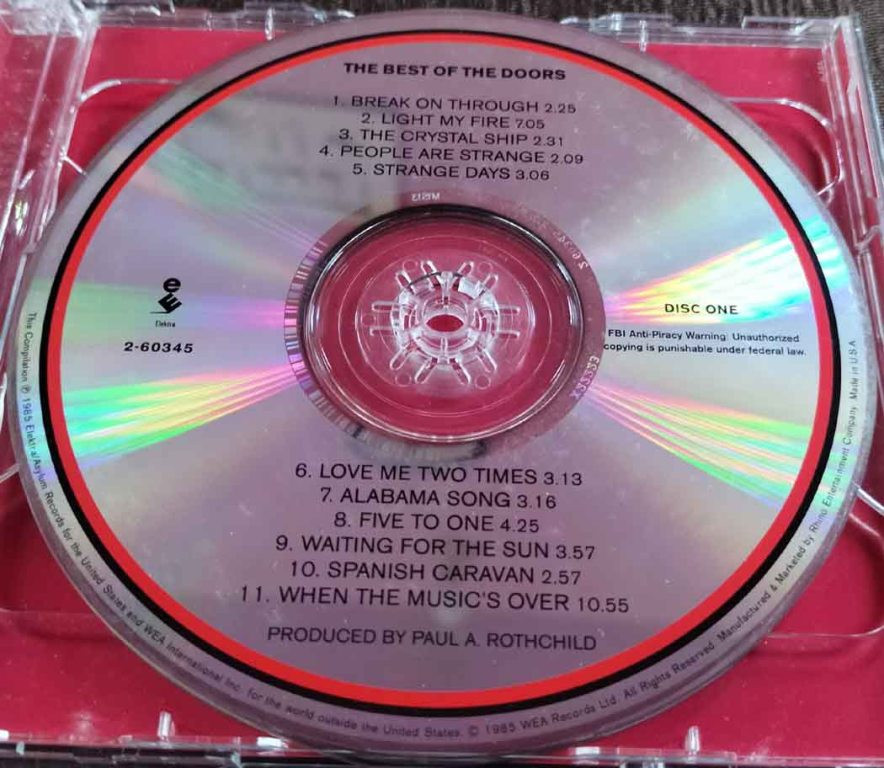 THE BEST OF THE DOORS
1. BREAK ON THROUGH 2.25
2. LIGHT MY FIRE 7.05
3. THE CRYSTAL SHIP 2.31
4. PEOPLE ARE STRANGE 2.09
5. STRANGE DAYS 3.06
Elektra
2-60345
DISC ONE
FBI Anti-Piracy Warning: Unauthorized
copying is punishable under federal law.
6. LOVE ME TWO TIMES 3.13
7. ALABAMA SONG 3.16
8. FIVE TO ONE 4.25
9. WAITING FOR THE SUN 3.57
10. SPANISH CARAVAN 2.57
11. WHEN THE MUSIC'S OVER 10.55
PRODUCED BY PAUL A. ROTHCHILD
This Compilation ℗ 1985 Elektra/Asylum Records for the United States and WEA International Inc. for the world outside the United States. © 1985 WEA Records Ltd. All Rights Reserved. Manufactured & Marketed by Rhino Entertainment Company. Made in U.S.A.